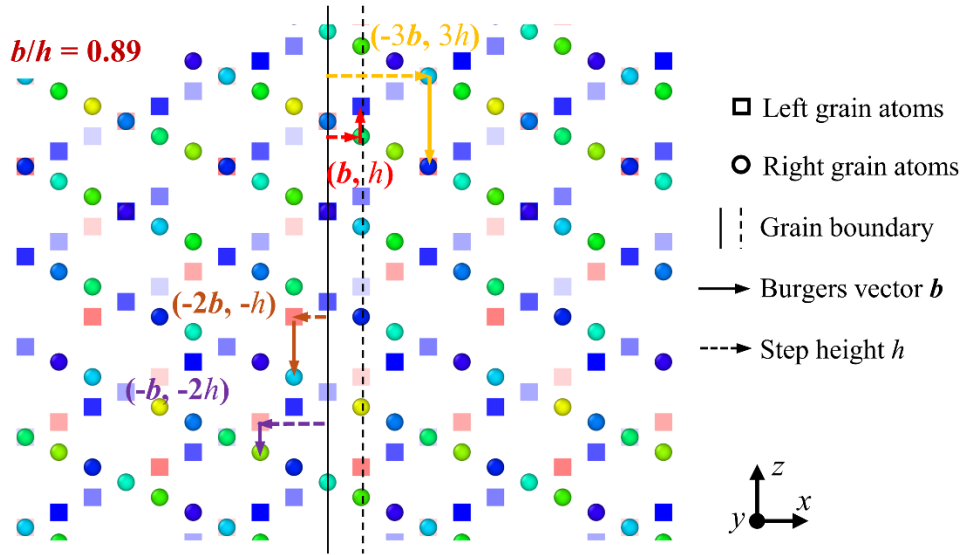 b/h = 0.89
(-3b, 3h)
(b, h)
(-2b, -h)
(-b, -2h)
Left grain atoms
Right grain atoms
Grain boundary
Burgers vector b
Step height h
z
y
x